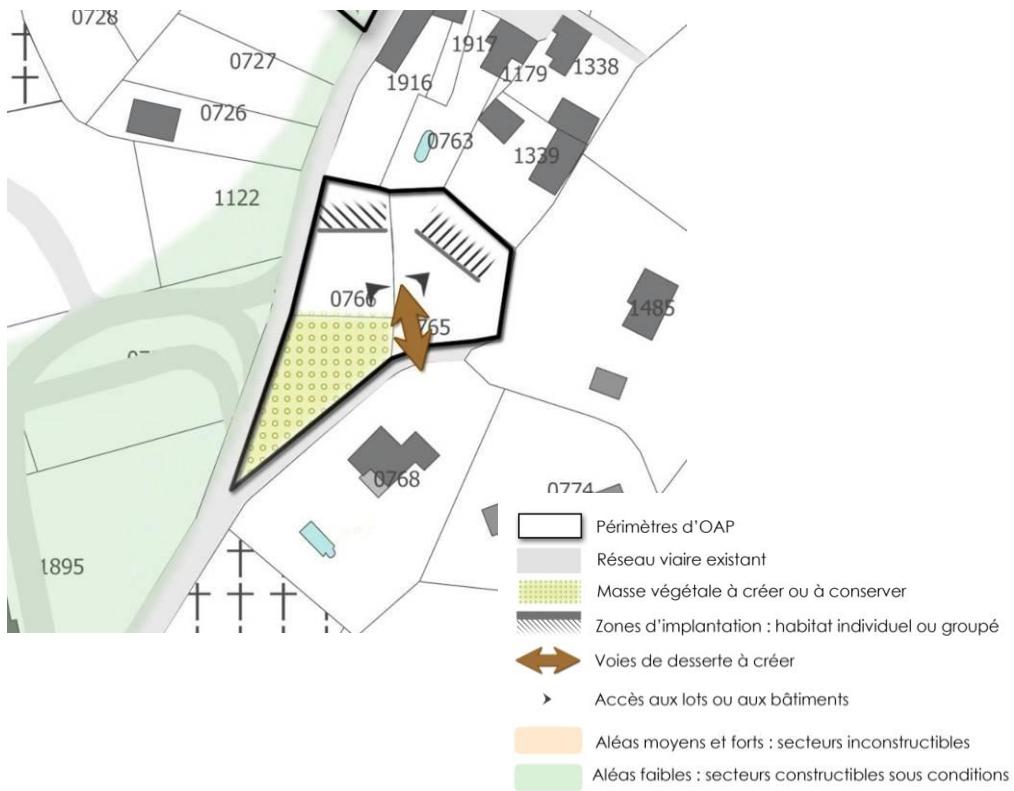 0728
1917
0727
1338
1916
1179
0726
0763
1339
1122
0766
765
1485
0768
0774
1895
Périmètres d'OAP
Réseau viaire existant
Masse végétale à créer ou à conserver
Zones d'implantation : habitat individuel ou groupé
Voies de desserte à créer
Accès aux lots ou aux bâtiments
Aléas moyens et forts : secteurs inconstructibles
Aléas faibles : secteurs constructibles sous conditions